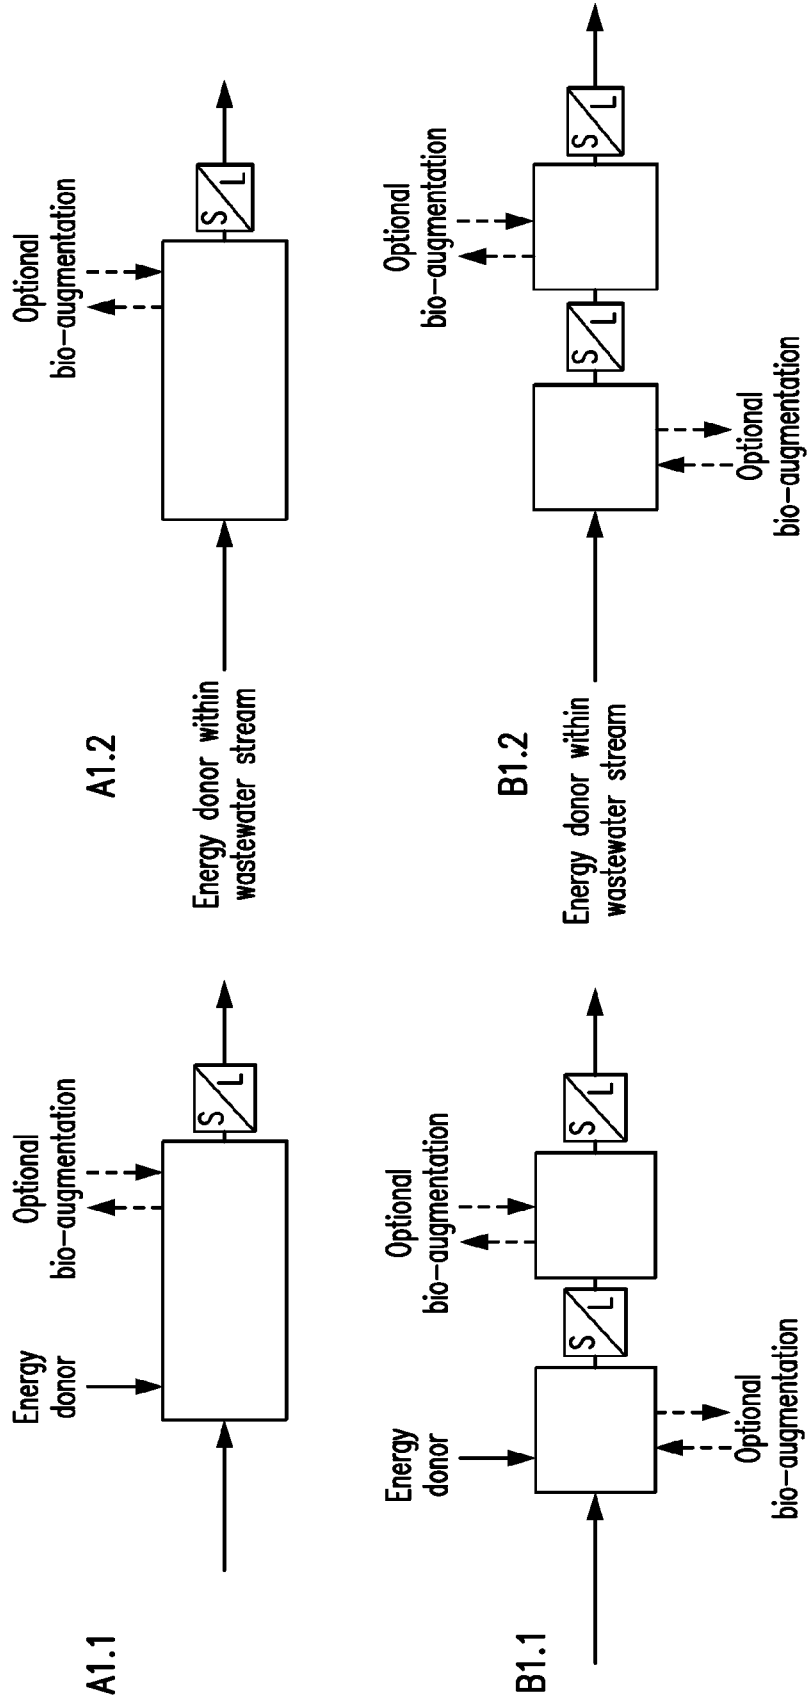 A1.1
Energy
donor
Optional
bio-augmentation
S
L
A1.2
Energy donor within
wastewater stream
Optional
bio-augmentation
S
L
B1.1
Energy
donor
Optional
bio-augmentation
S
L
Optional
bio-augmentation
S
L
B1.2
Energy donor within
wastewater stream
Optional
bio-augmentation
S
L
Optional
bio-augmentation
S
L